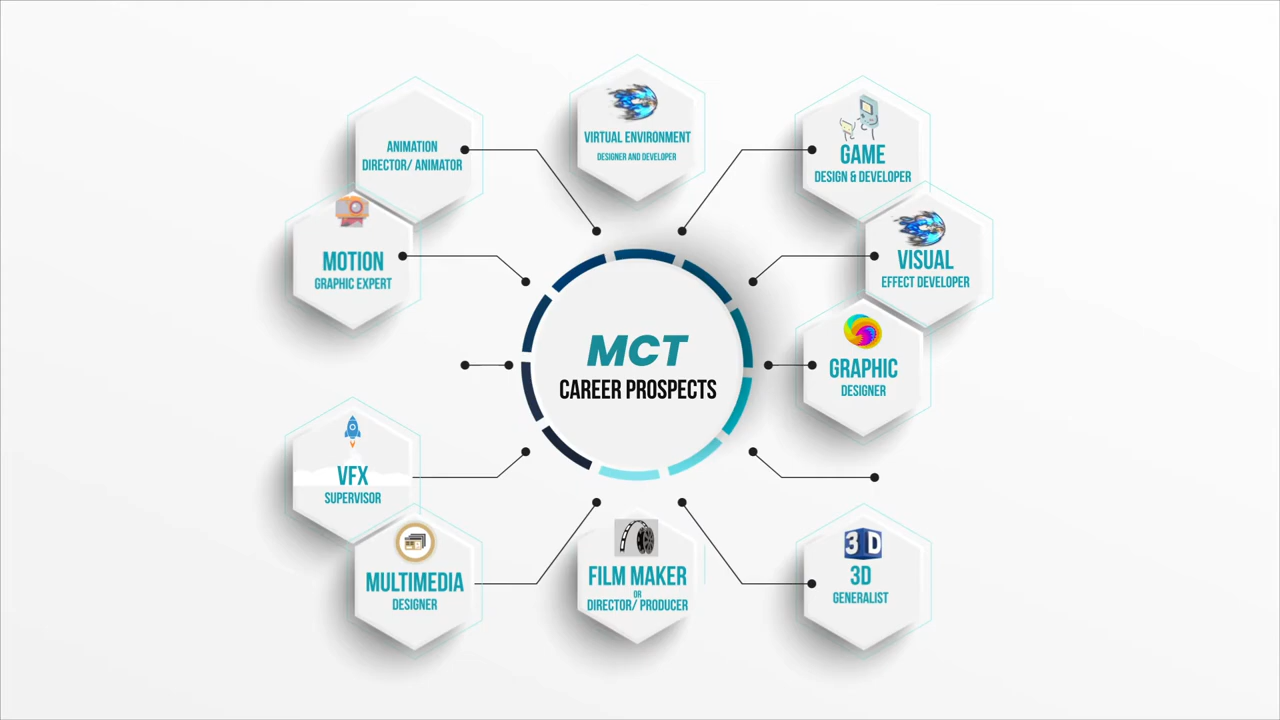 ANIMATION
DIRECTOR/ ANIMATOR
VIRTUAL ENVIRONMENT
DESIGNER AND DEVELOPER
GAME
DESIGN & DEVELOPER
MOTION
GRAPHIC EXPERT
VISUAL
EFFECT DEVELOPER
MCT
CAREER PROSPECTS
GRAPHIC
DESIGNER
VFX
SUPERVISOR
MULTIMEDIA
DESIGNER
FILM MAKER
OR
DIRECTOR/ PRODUCER
3D
3D
GENERALIST